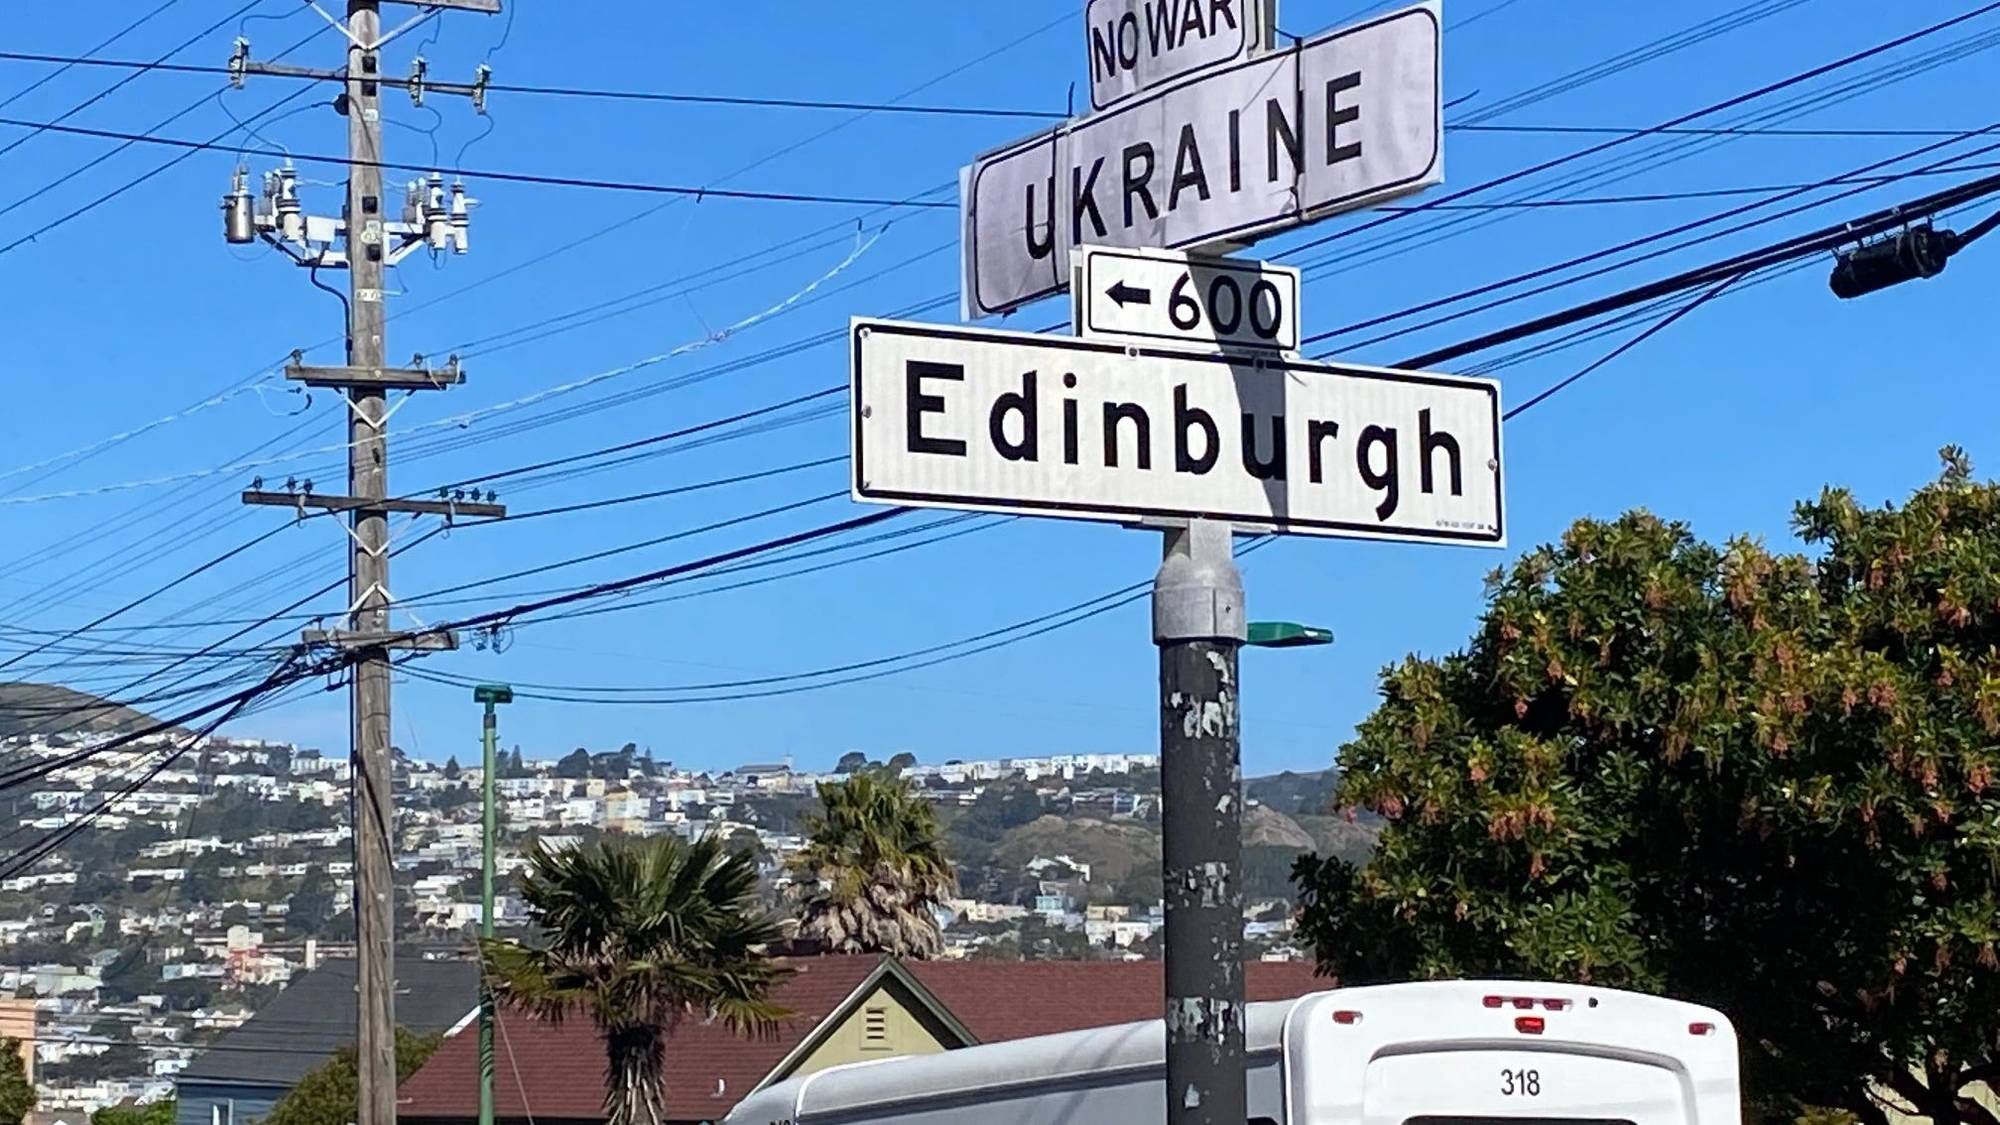 NO WAR
UKRAINE
← 600
Edinburgh
318